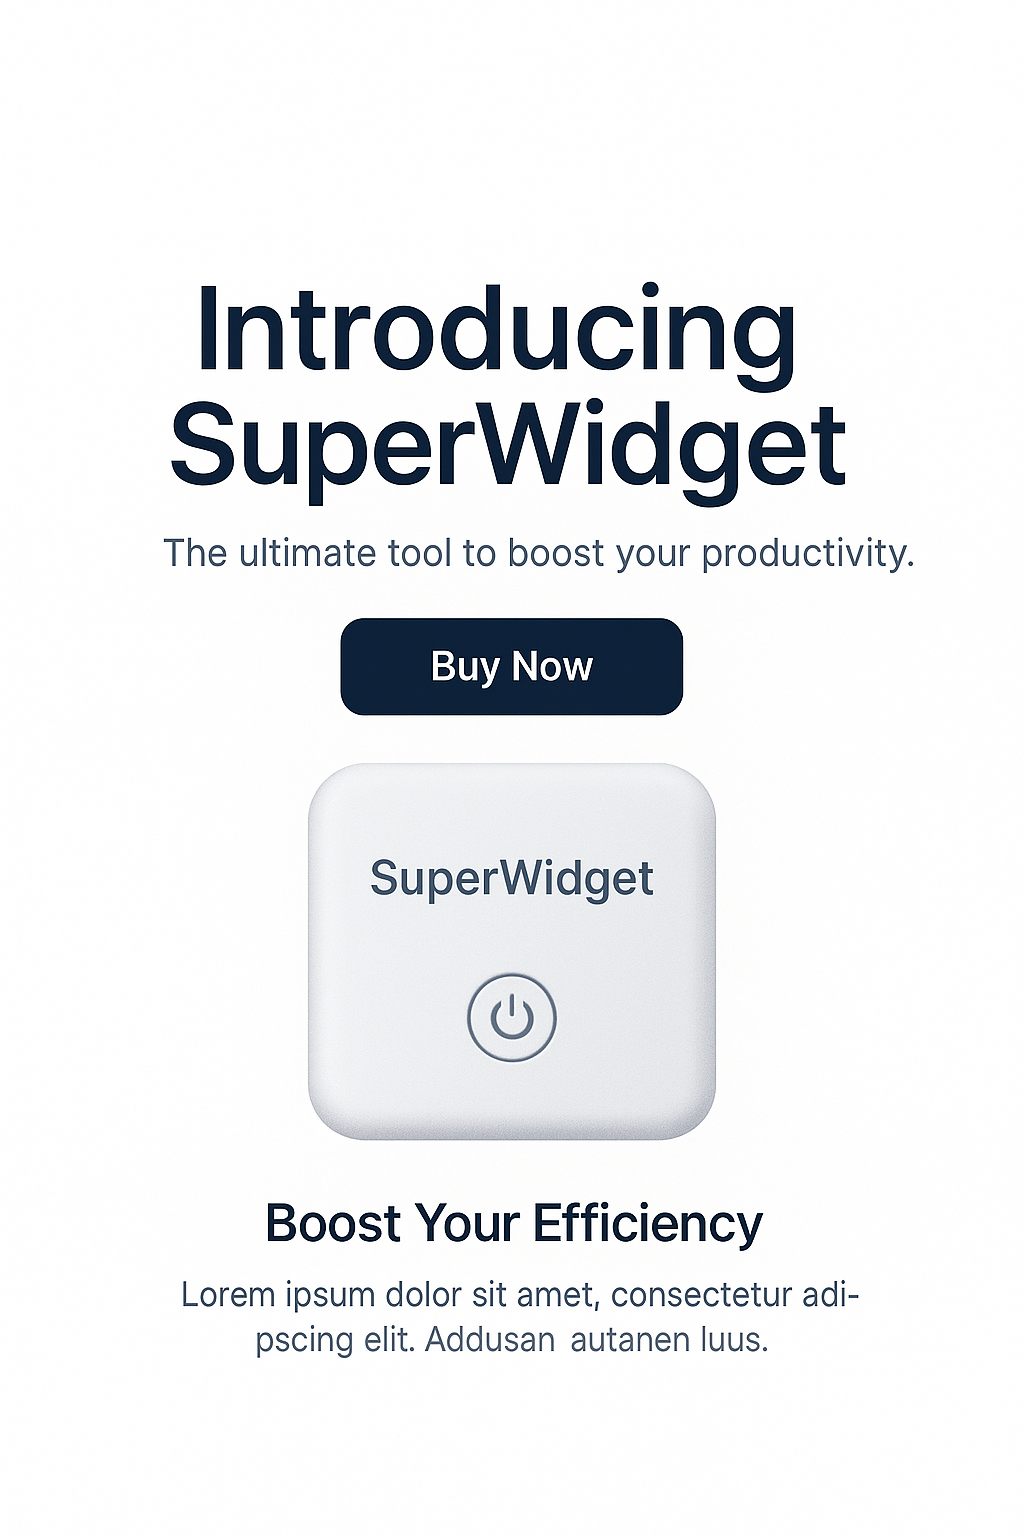 Introducing
SuperWidget
The ultimate tool to boost your productivity.
Buy Now
SuperWidget
Boost Your Efficiency
Lorem ipsum dolor sit amet, consectetur adi-
pscing elit. Addusan autanen luus.